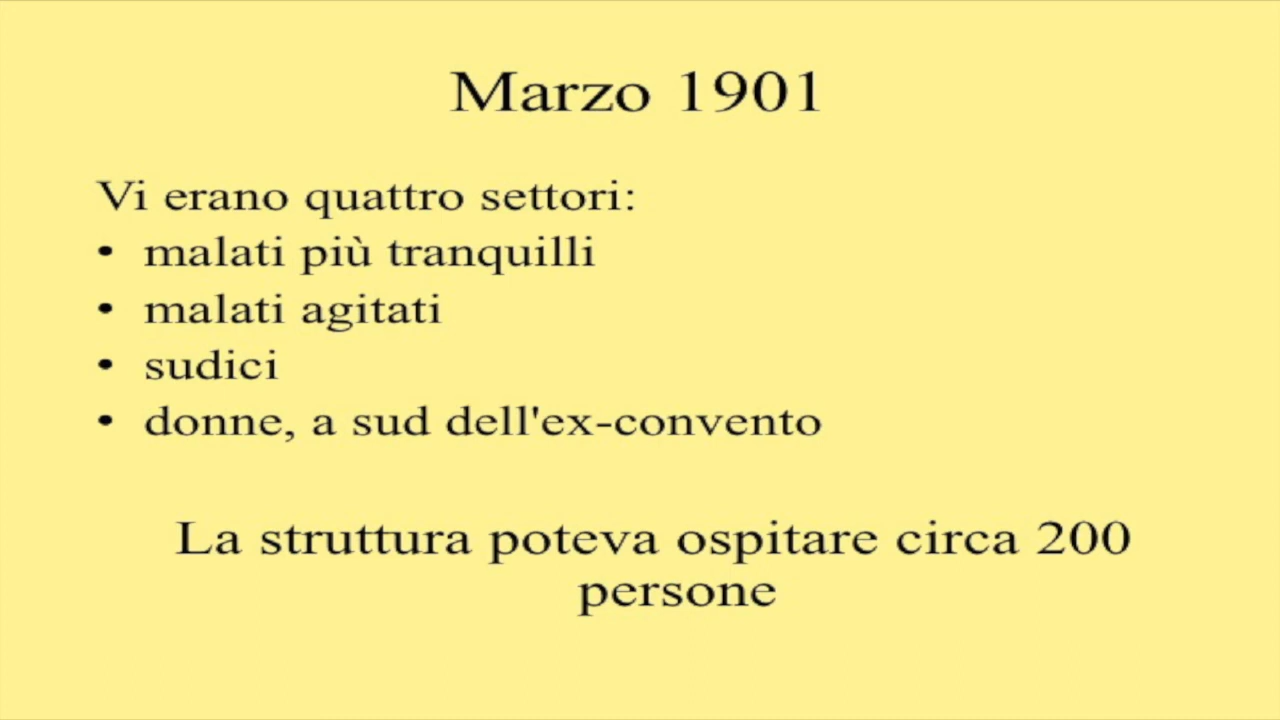 Marzo 1901
Vi erano quattro settori:
• malati più tranquilli
• malati agitati
• sudici
• donne, a sud dell'ex-convento
La struttura poteva ospitare circa 200
persone